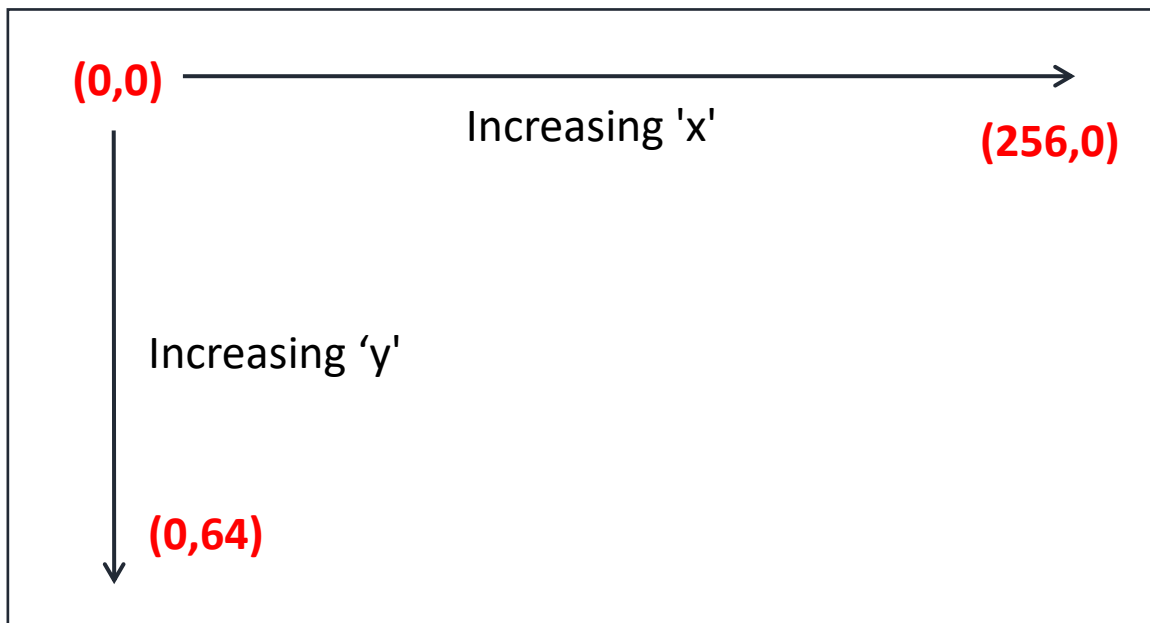 (0,0)
Increasing 'x'
(256,0)
Increasing ‘y'
(0,64)